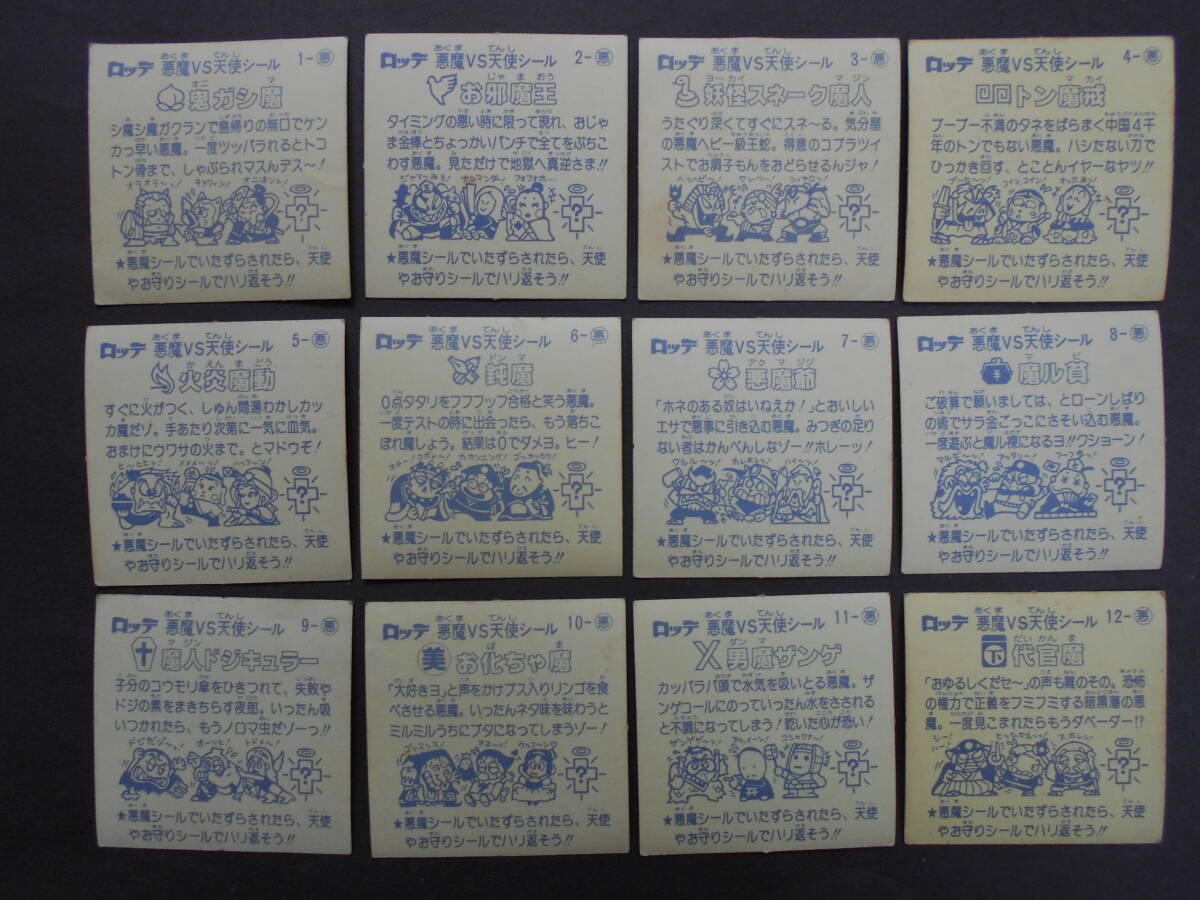 ロッテ 悪魔VS天使シール 1-悪
鬼ガシ魔
シ魔シ魔ガクランで島帰りの無口でケン
カっ早い悪魔。一度ツッパラれるとトコ
トン骨まで、しゃぶられマスんデス〜!
★悪魔シールでいたずらされたら、天使
やお守りシールでハリ返そう!!
ロッテ 悪魔VS天使シール 2-悪
お邪魔王
タイミングの悪い時に限って現れ、おじゃ
ま金棒とちょっかいパンチで全てをぶちこ
わす悪魔。見ただけで地獄へ真逆さま!!
★悪魔シールでいたずらされたら、天使
やお守りシールでハリ返そう!!
ロッテ 悪魔VS天使シール 3-悪
妖怪スネーク魔人
うたぐり深くてすぐにスネ〜る。気分屋
の悪魔ヘビー級王蛇。得意のコブラツイ
ストでお調子もんをおどらせるんジャ!
★悪魔シールでいたずらされたら、天使
やお守りシールでハリ返そう!!
ロッテ 悪魔VS天使シール 4-悪
トン魔戒
ブーブー不満のタネをばらまく中国4千
年のトンでもない悪魔。ハシたない刀で
ひっかき回す、とことんイヤーなヤツ!!
★悪魔シールでいたずらされたら、天使
やお守りシールでハリ返そう!!
ロッテ 悪魔VS天使シール 5-悪
火炎魔動
すぐに火がつく、しゅん間湯わかしカッ
カ魔だゾ。手あたり次第に一気に血気。
おまけにウワサの火まで。とマドウぞ!
★悪魔シールでいたずらされたら、天使
やお守りシールでハリ返そう!!
ロッテ 悪魔VS天使シール 6-悪
鈍魔
0点タタリをフフフッフ合格と笑う悪魔。
一度テストの時に出会ったら、もう落ちこ
ぼれ魔しょう。結果は0でダメヨ。ヒー!
★悪魔シールでいたずらされたら、天使
やお守りシールでハリ返そう!!
ロッテ 悪魔VS天使シール 7-悪
悪魔爺
「ホネのある奴はいねえか!」とおいしい
エサで悪事に引き込む悪魔。みつぎの足り
ない者はかんべんしなゾー!!ホレーッ!
★悪魔シールでいたずらされたら、天使
やお守りシールでハリ返そう!!
ロッテ 悪魔VS天使シール 8-悪
魔ル貧
ご破算で願いましては、とローンしばり
の術でサラ金ごっこにさそい込む悪魔。
一度遊ぶと魔ル裸になるヨ!!クショーン!
★悪魔シールでいたずらされたら、天使
やお守りシールでハリ返そう!!
ロッテ 悪魔VS天使シール 9-悪
魔人ドジキュラー
子分のコウモリ傘をひきつれて、失敗や
ドジの素をまきちらす夜郎。いったん吸
いつかれたら、もうノロマ虫だゾーっ!!
★悪魔シールでいたずらされたら、天使
やお守りシールでハリ返そう!!
ロッテ 悪魔VS天使シール 10-悪
美 お化ちゃ魔
「大好きヨ」と声をかけブス入りリンゴを食
べさせる悪魔。いったんネタ味を味わうと
ミルミルうちにブタになってしまうゾー!
★悪魔シールでいたずらされたら、天使
やお守りシールでハリ返そう!!
ロッテ 悪魔VS天使シール 11-悪
男魔ザンゲ
カッパラパ頭で水気を吸いとる悪魔。ザ
ンゲコールにのっていったん水をさされる
と不調になってしまう!乾いた心が恐い!
★悪魔シールでいたずらされたら、天使
やお守りシールでハリ返そう!!
ロッテ 悪魔VS天使シール 12-悪
下 代官魔
「おゆるしくだセ〜」の声も雑のその。恐怖
の権力で正義をフミフミする暗黒藩の悪
魔。一度見こまれたらもうダベーダー!?
★悪魔シールでいたずらされたら、天使
やお守りシールでハリ返そう!!